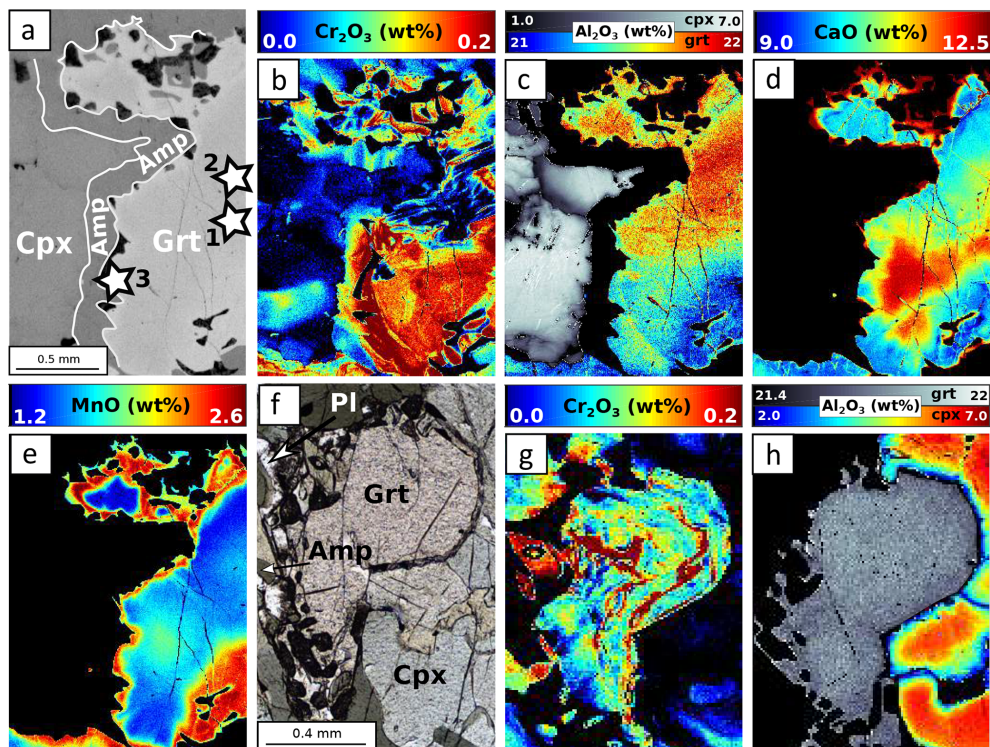 a
Amp
2
Amp
Cpx
Grt
1
3
0.5 mm
Cr₂O₃ (wt%)
0.0
0.2
b
1.0
cpx 7.0
Al₂O₃ (wt%)
21
grt 22
c
CaO (wt%)
9.0
12.5
d
MnO (wt%)
1.2
2.6
e
f
Pl
Grt
Amp
Cpx
0.4 mm
Cr₂O₃ (wt%)
0.0
0.2
g
21.4
grt 22
Al₂O₃ (wt%)
2.0
cpx 7.0
h